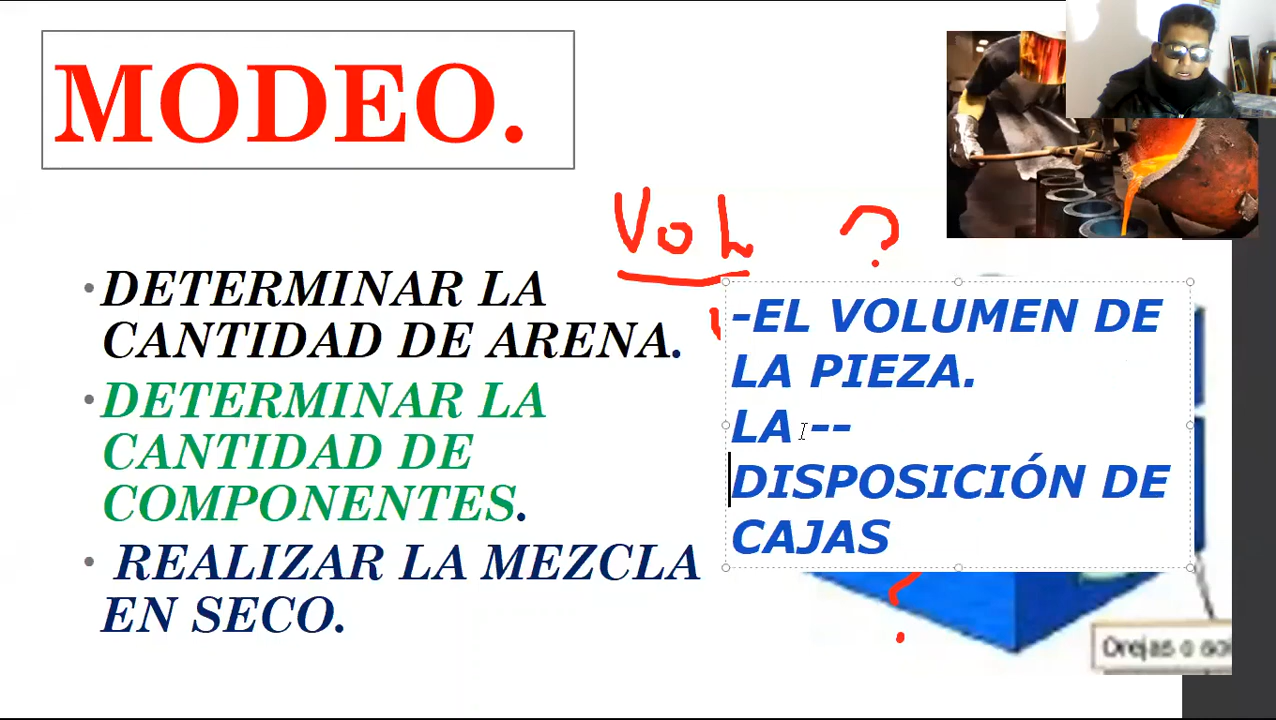 MODEO.
Vol ?
•DETERMINAR LA
CANTIDAD DE ARENA.
•DETERMINAR LA
CANTIDAD DE
COMPONENTES.
• REALIZAR LA MEZCLA
EN SECO.
-EL VOLUMEN DE
LA PIEZA.
LA --
DISPOSICIÓN DE
CAJAS
?
Orejas o